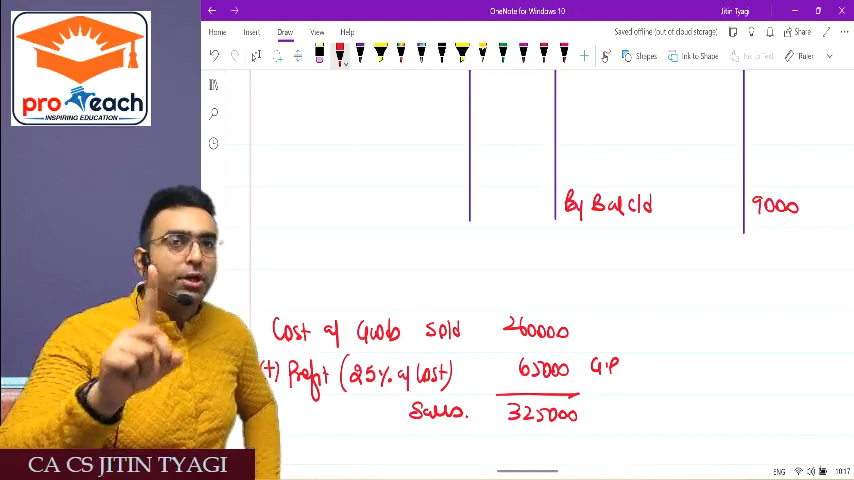 OneNote for Windows 10
Jitin Tyagi
Home Insert Draw View Help
Saved offline (out of cloud storage)
Share
Shapes
Ink to Shape
Ink to Text
Ruler
pro teach
INSPIRING EDUCATION
By Bal c/d 9000
Cost of Goods Sold 260000
(+) Profit (25% of Cost) 65000 G.P
Sales. 325000
CA CS JITIN TYAGI
ENG
10:17